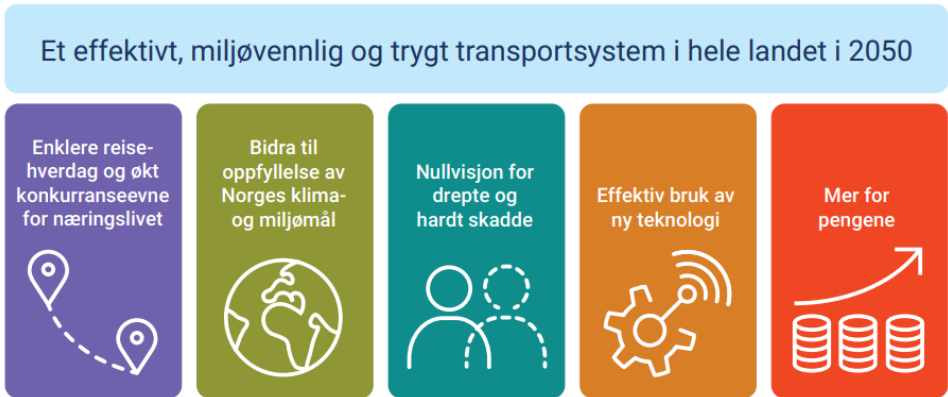 Et effektivt, miljøvennlig og trygt transportsystem i hele landet i 2050
Enklere reise-
hverdag og økt
konkurranseevne
for næringslivet
Bidra til
oppfyllelse av
Norges klima-
og miljømål
Nullvisjon for
drepte og
hardt skadde
Effektiv bruk av
ny teknologi
Mer for
pengene